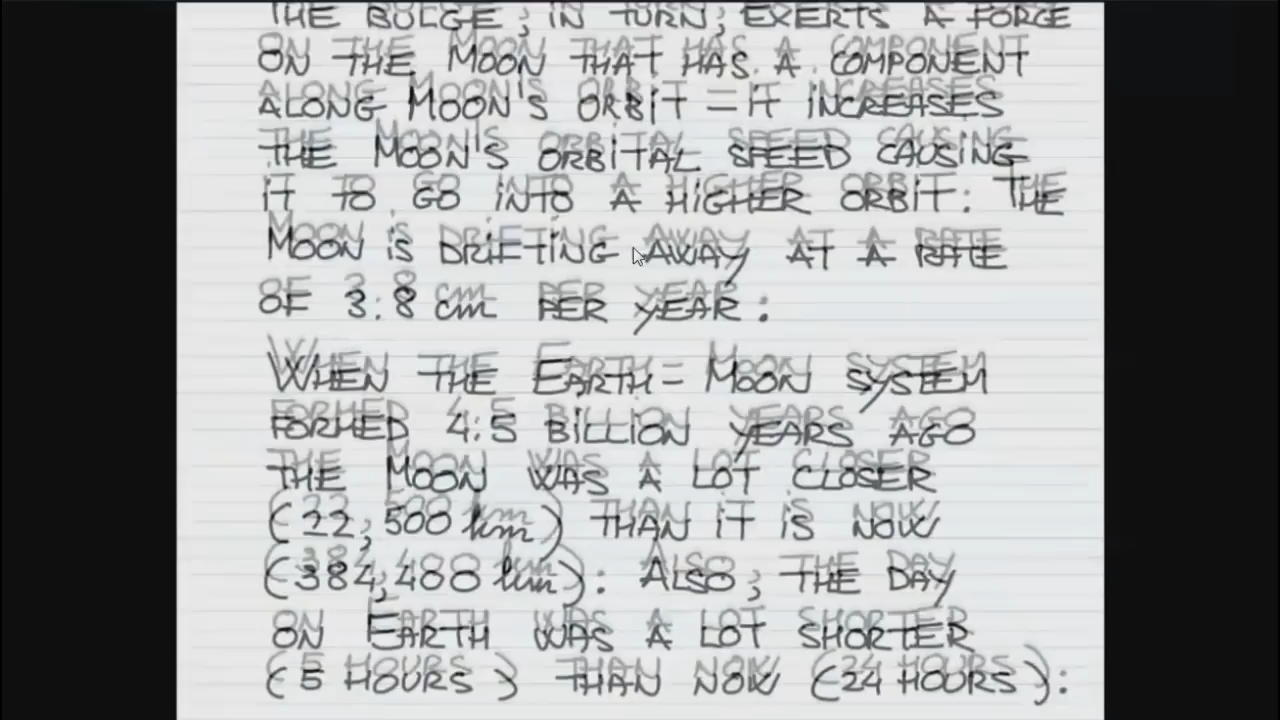 THE BULGE, IN TURN, EXERTS A FORCE
ON THE MOON THAT HAS A COMPONENT
ALONG MOON'S ORBIT – IT INCREASES
THE MOON'S ORBITAL SPEED CAUSING
IT TO GO INTO A HIGHER ORBIT. THE
MOON IS DRIFTING AWAY AT A RATE
OF 3.8 cm PER YEAR.
WHEN THE EARTH-MOON SYSTEM
FORMED 4.5 BILLION YEARS AGO
THE MOON WAS A LOT CLOSER
(22,500 km) THAN IT IS NOW
(384,400 km). ALSO, THE DAY
ON EARTH WAS A LOT SHORTER
(5 HOURS) THAN NOW (24 HOURS).